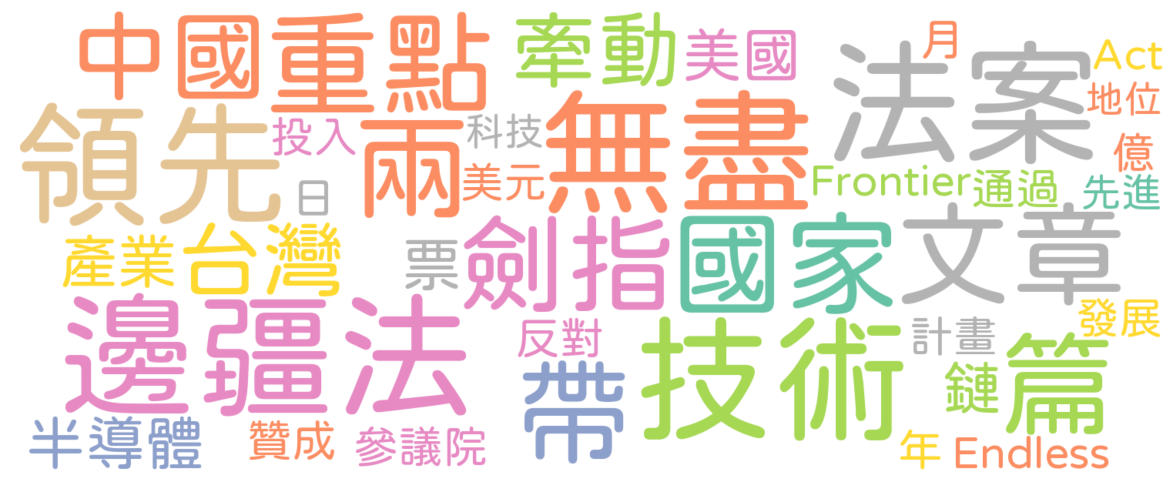 中國
重點
牽動
美國
月
法案
Act
地位
領先
投入
兩
科技
無盡
億
日
美元
Frontier
通過
先進
產業
台灣
票
劍指
國家
文章
邊疆法
反對
技術
計畫
發展
帶
鏈
篇
半導體
贊成
參議院
年
Endless